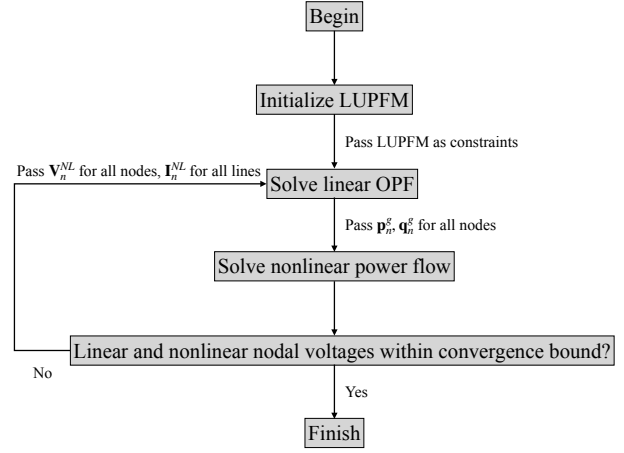 Begin
Initialize LUPFM
Pass LUPFM as constraints
Pass V_n^{NL} for all nodes, I_n^{NL} for all lines
Solve linear OPF
Pass p_n^g, q_n^g for all nodes
Solve nonlinear power flow
Linear and nonlinear nodal voltages within convergence bound?
No
Yes
Finish